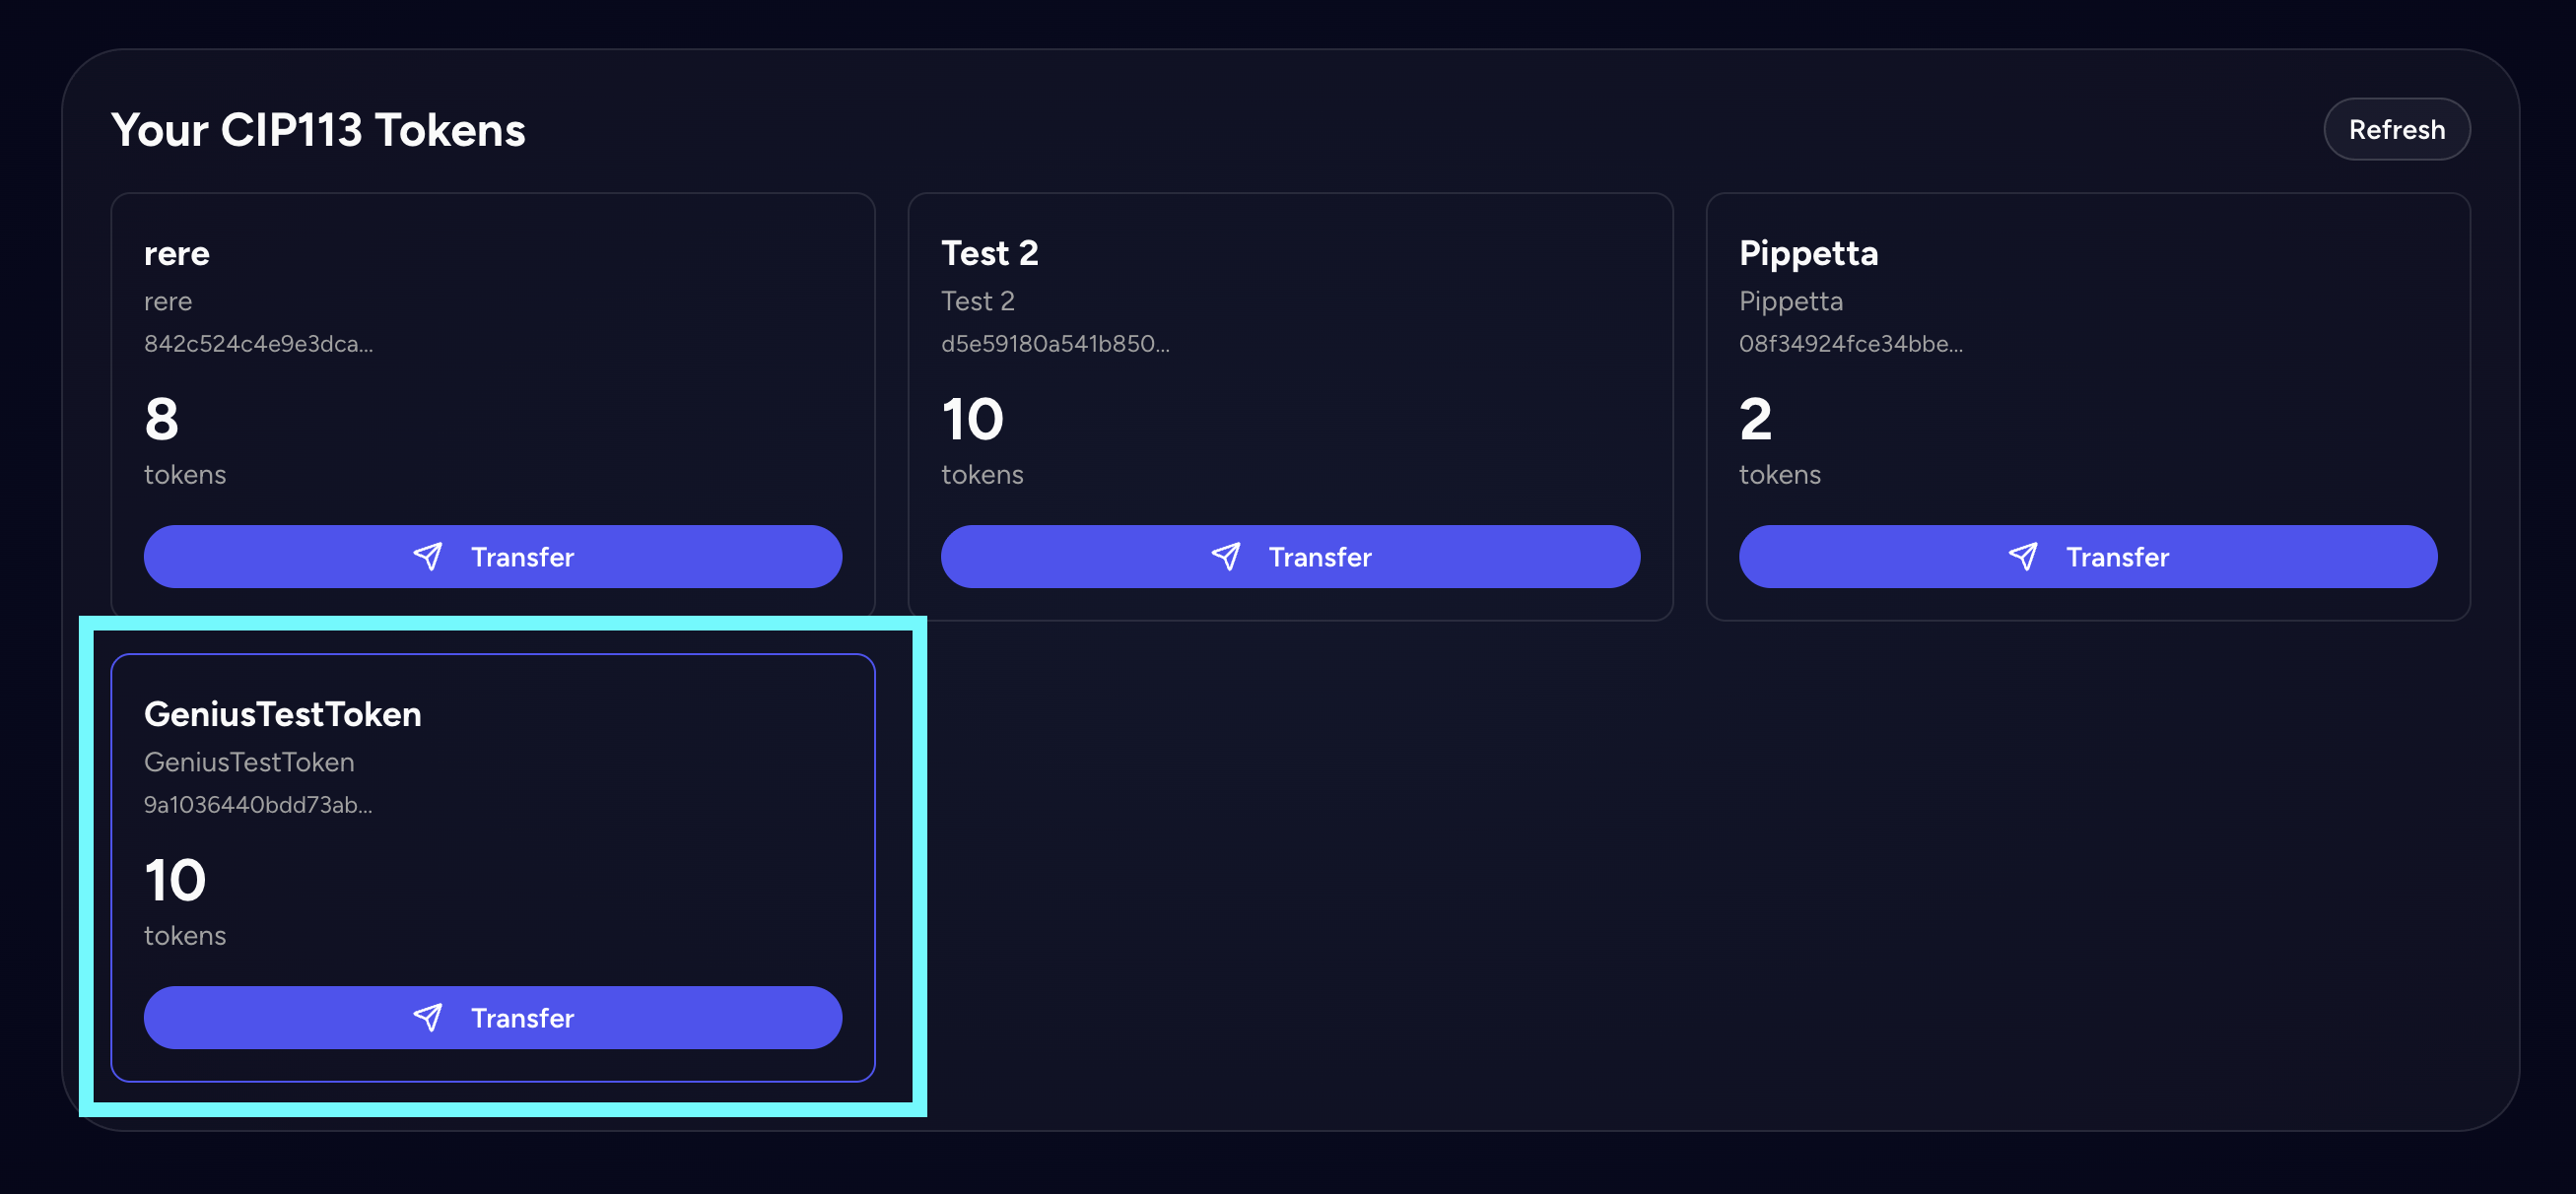 Your CIP113 Tokens
Refresh
rere
rere
842c524c4e9e3dca...
8
tokens
Transfer
Test 2
Test 2
d5e59180a541b850...
10
tokens
Transfer
Pippetta
Pippetta
08f34924fce34bbe...
2
tokens
Transfer
GeniusTestToken
GeniusTestToken
9a1036440bdd73ab...
10
tokens
Transfer